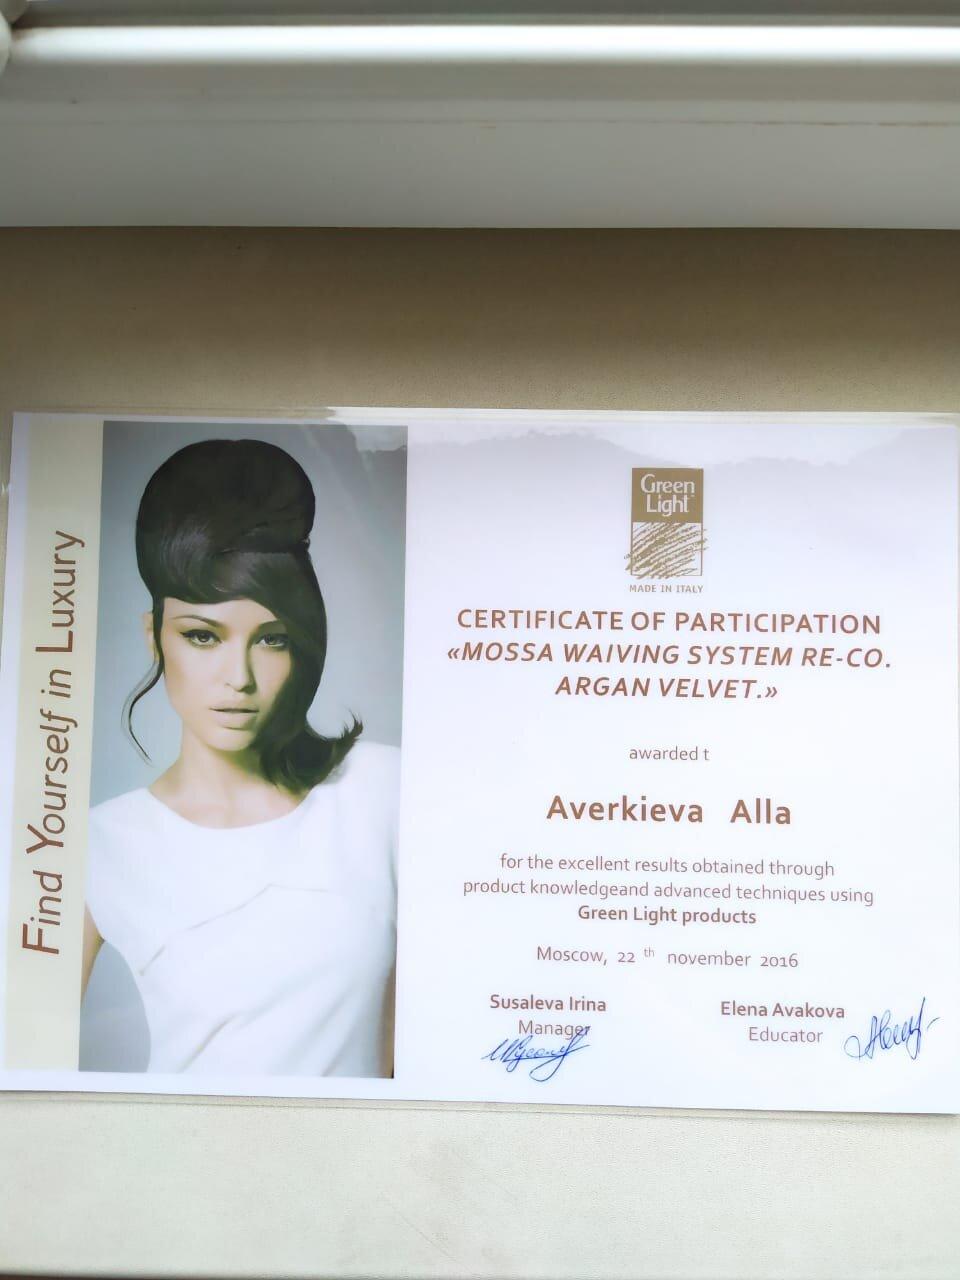 Find Yourself in Luxury
Green
Light
MADE IN ITALY
CERTIFICATE OF PARTICIPATION
«MOSSA WAIVING SYSTEM RE-CO.
ARGAN VELVET.»
awarded t
Averkieva Alla
for the excellent results obtained through
product knowledgeand advanced techniques using
Green Light products
Moscow, 22 th november 2016
Susaleva Irina
Manager
Elena Avakova
Educator